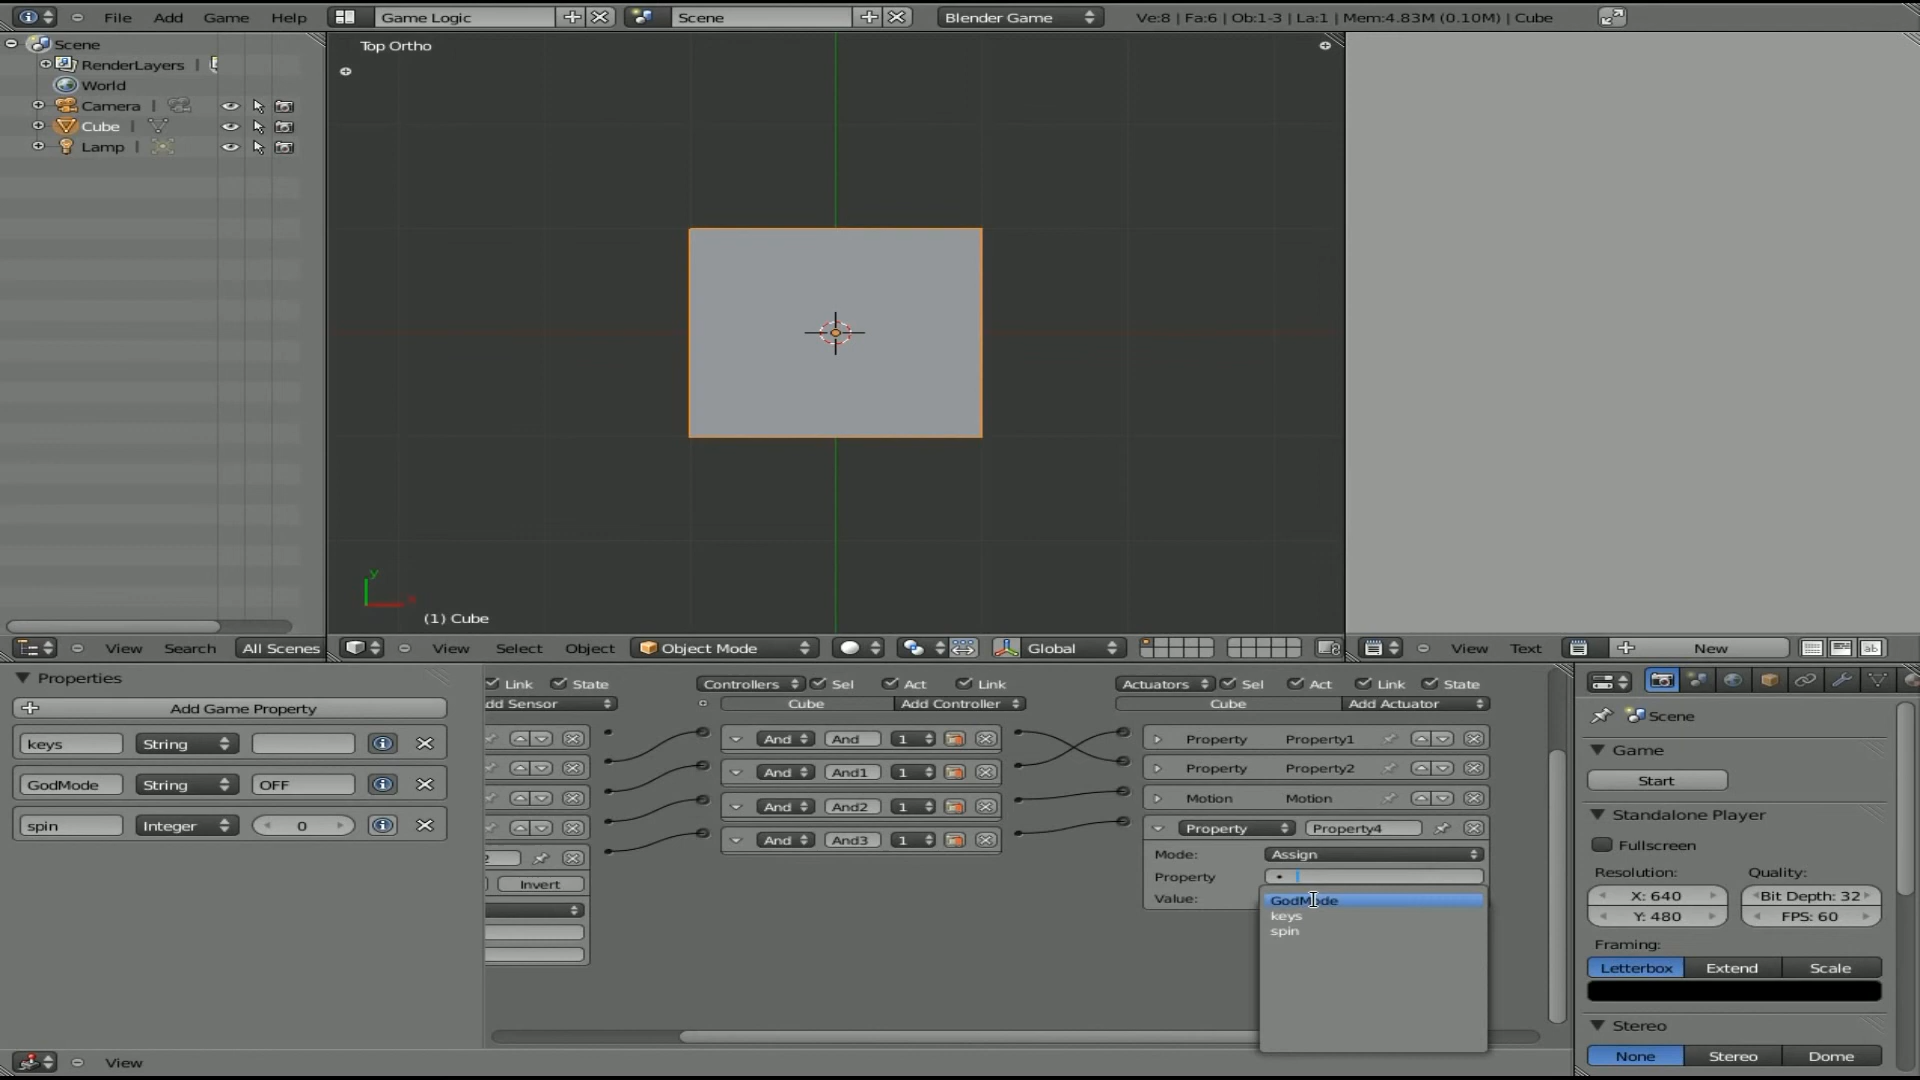 File Add Game Help Game Logic Scene Blender Game Ve:8 | Fa:6 | Ob:1-3 | La:1 | Mem:4.83M (0.10M) | Cube
Scene
RenderLayers |
World
Camera |
Cube |
Lamp |
Top Ortho
y
x
(1) Cube
View Search All Scenes View Select Object Object Mode Global View Text New
Properties
Add Game Property
keys String
GodMode String OFF
spin Integer 0
Link State Controllers Sel Act Link Actuators Sel Act Link State
dd Sensor Cube Add Controller Cube Add Actuator
And And 1 Property Property1
And And1 1 Property Property2
And And2 1 Motion Motion
And And3 1 Property Property4
2
Invert
Mode: Assign
Property
Value:
GodMode
keys
spin
Scene
Game
Start
Standalone Player
Fullscreen
Resolution: Quality:
X: 640 Bit Depth: 32
Y: 480 FPS: 60
Framing:
Letterbox Extend Scale
Stereo
None Stereo Dome
View